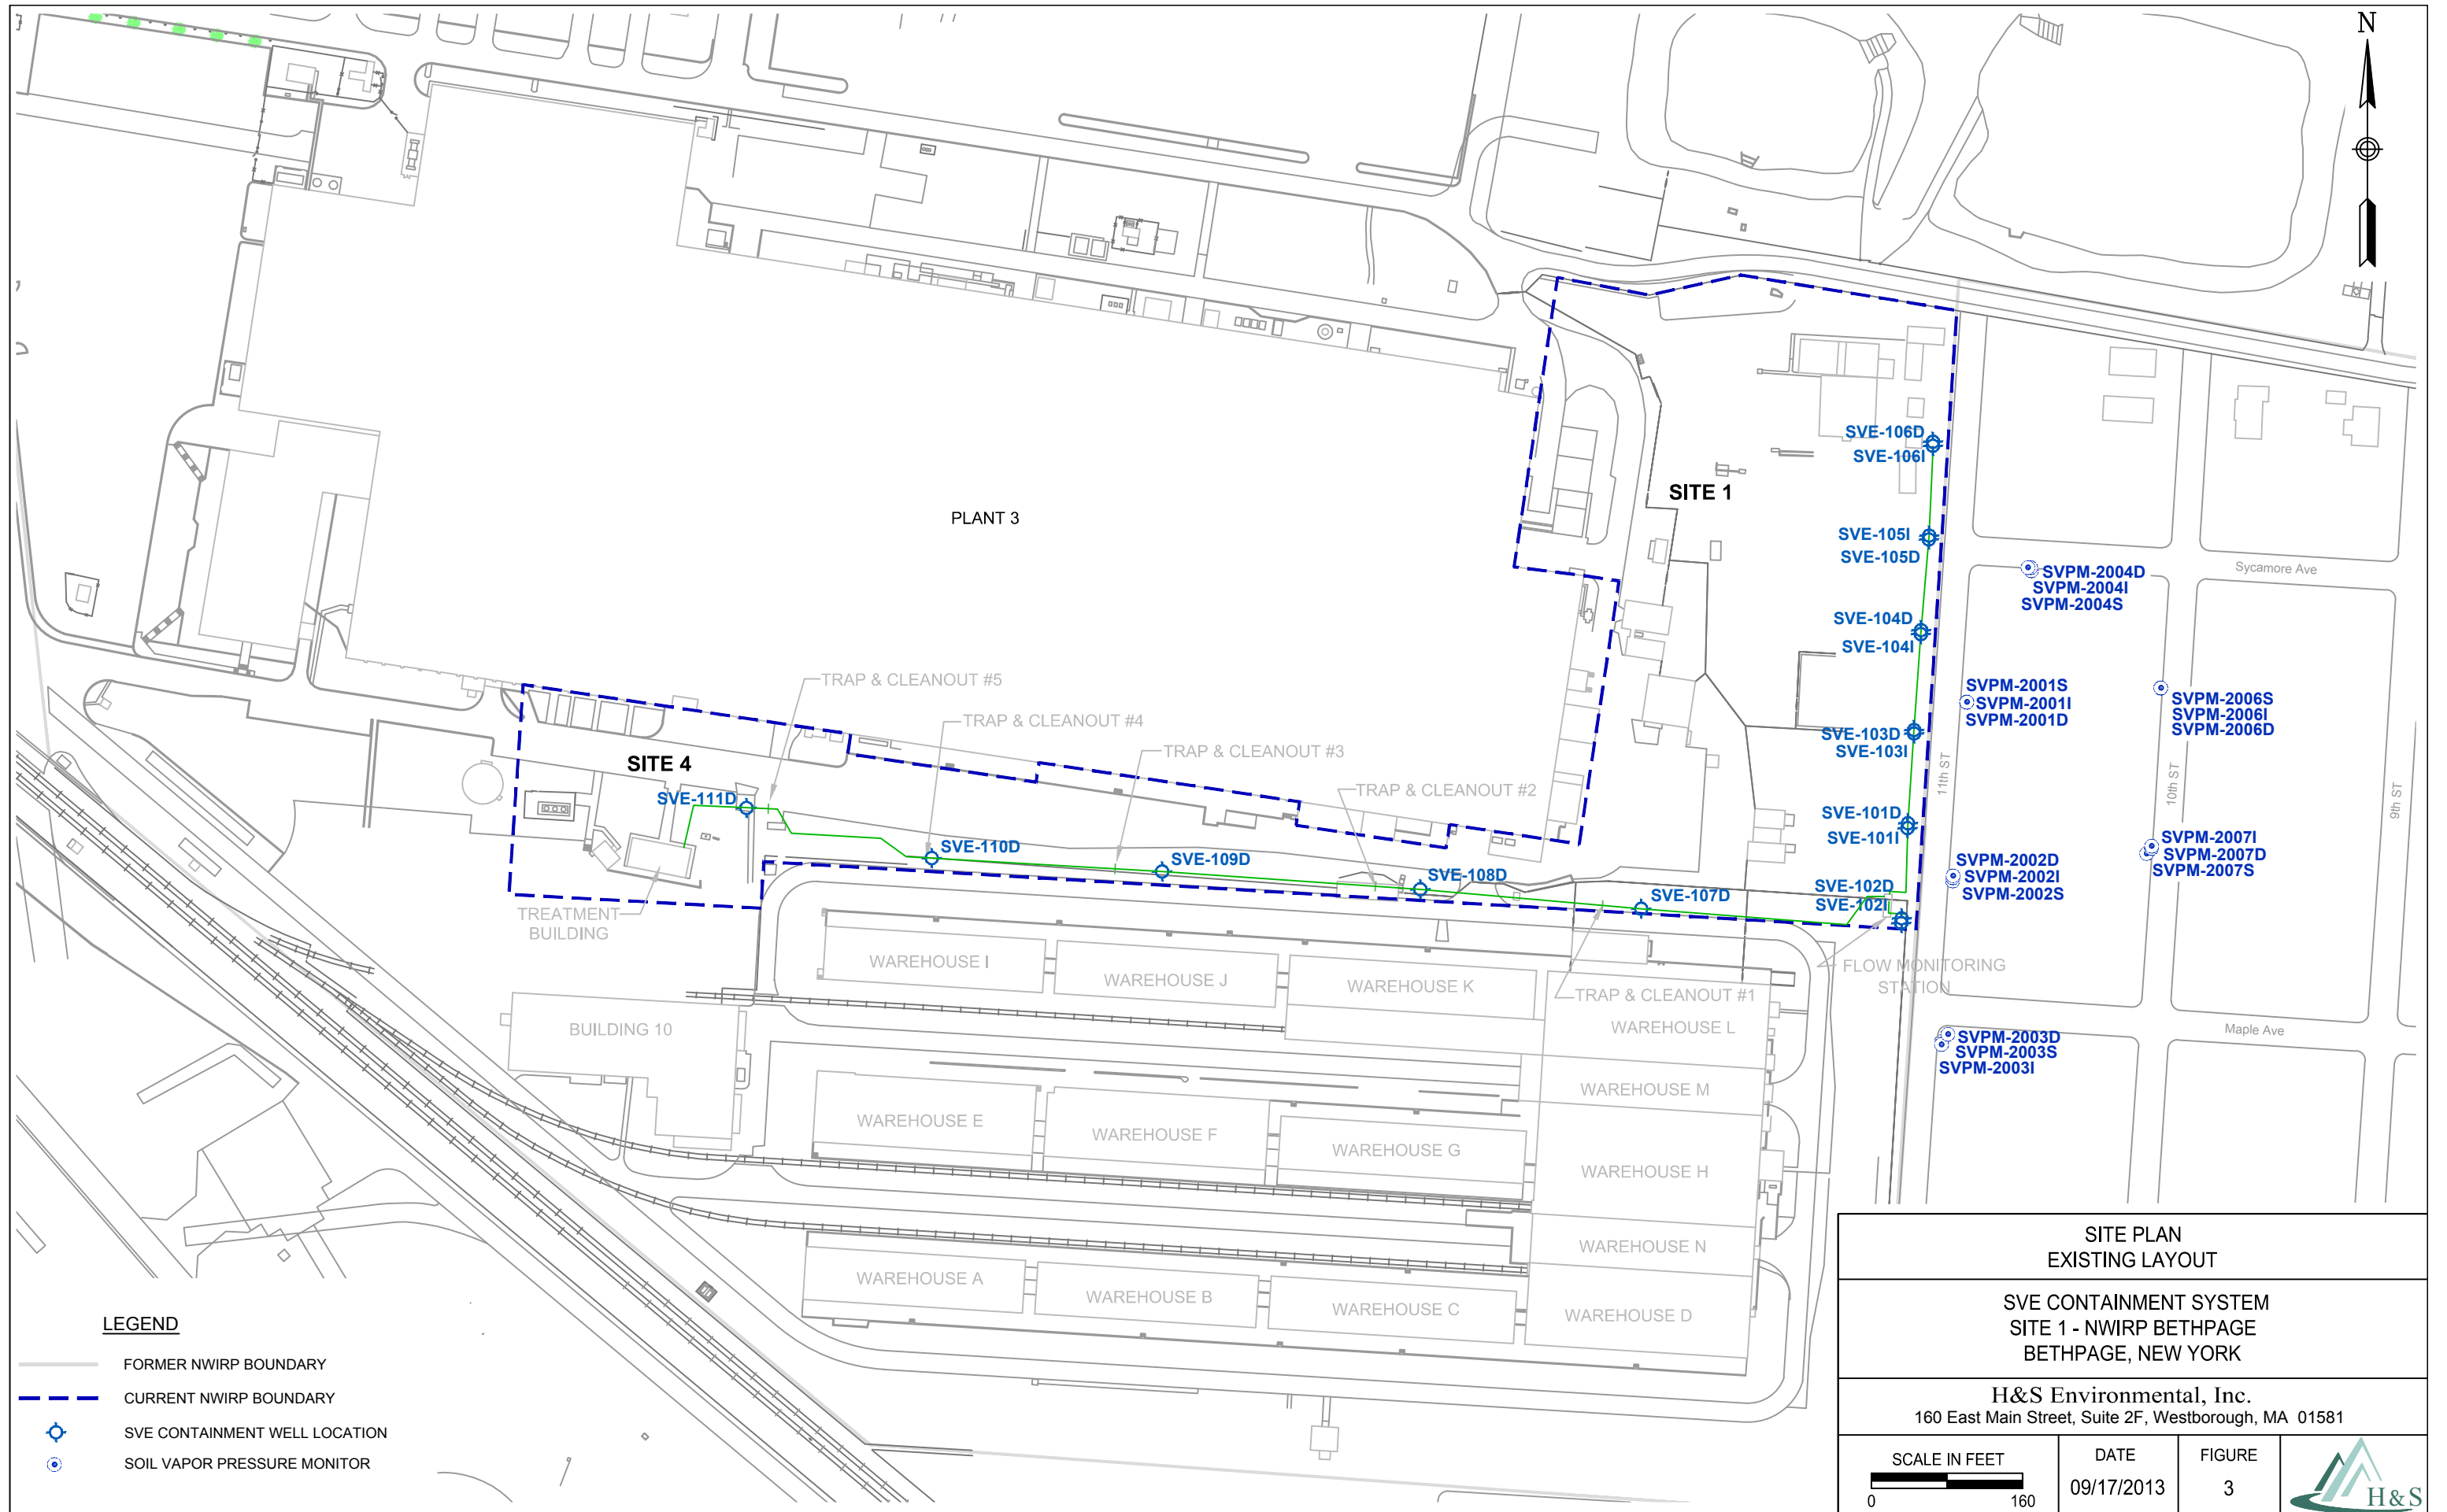 N
SVE-106D
SVE-106I
SITE 1
PLANT 3
SVE-105I
SVE-105D
Sycamore Ave
SVPM-2004D
SVPM-2004I
SVPM-2004S
SVE-104D
SVE-104I
TRAP & CLEANOUT #5
SVPM-2001S
SVPM-2001I
SVPM-2001D
SVPM-2006S
SVPM-2006I
SVPM-2006D
TRAP & CLEANOUT #4
SVE-103D
SVE-103I
TRAP & CLEANOUT #3
SITE 4
11th ST
10th ST
9th ST
TRAP & CLEANOUT #2
SVE-111D
SVE-101D
SVE-101I
SVPM-2007I
SVPM-2007D
SVPM-2007S
SVE-110D
SVE-109D
SVE-108D
SVPM-2002D
SVPM-2002I
SVPM-2002S
SVE-107D
SVE-102D
SVE-102I
TREATMENT
BUILDING
WAREHOUSE I
WAREHOUSE J
WAREHOUSE K
FLOW MONITORING
STATION
TRAP & CLEANOUT #1
BUILDING 10
WAREHOUSE L
Maple Ave
SVPM-2003D
SVPM-2003S
SVPM-2003I
WAREHOUSE M
WAREHOUSE E
WAREHOUSE F
WAREHOUSE G
WAREHOUSE H
WAREHOUSE N
WAREHOUSE A
WAREHOUSE B
WAREHOUSE C
WAREHOUSE D
LEGEND
FORMER NWIRP BOUNDARY
CURRENT NWIRP BOUNDARY
SVE CONTAINMENT WELL LOCATION
SOIL VAPOR PRESSURE MONITOR
SITE PLAN
EXISTING LAYOUT
SVE CONTAINMENT SYSTEM
SITE 1 - NWIRP BETHPAGE
BETHPAGE, NEW YORK
H&S Environmental, Inc.
160 East Main Street, Suite 2F, Westborough, MA 01581
SCALE IN FEET
0 160
DATE
09/17/2013
FIGURE
3
H&S